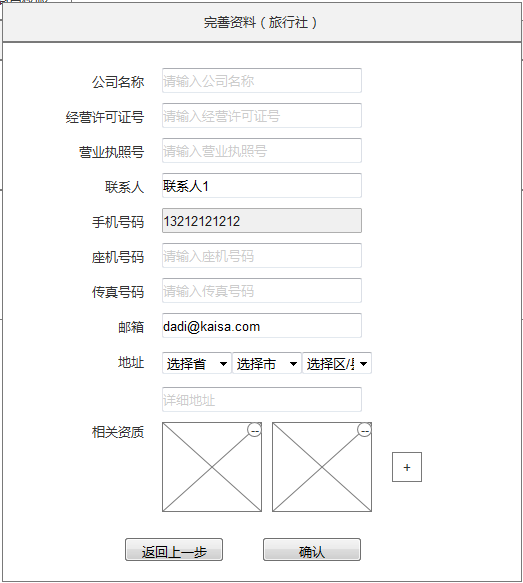 完善资料（旅行社）
公司名称 请输入公司名称
经营许可证号 请输入经营许可证号
营业执照号 请输入营业执照号
联系人 联系人1
手机号码 13212121212
座机号码 请输入座机号码
传真号码 请输入传真号码
邮箱 dadi@kaisa.com
地址 选择省 选择市 选择区/
详细地址
相关资质 -- --
+
返回上一步 确认